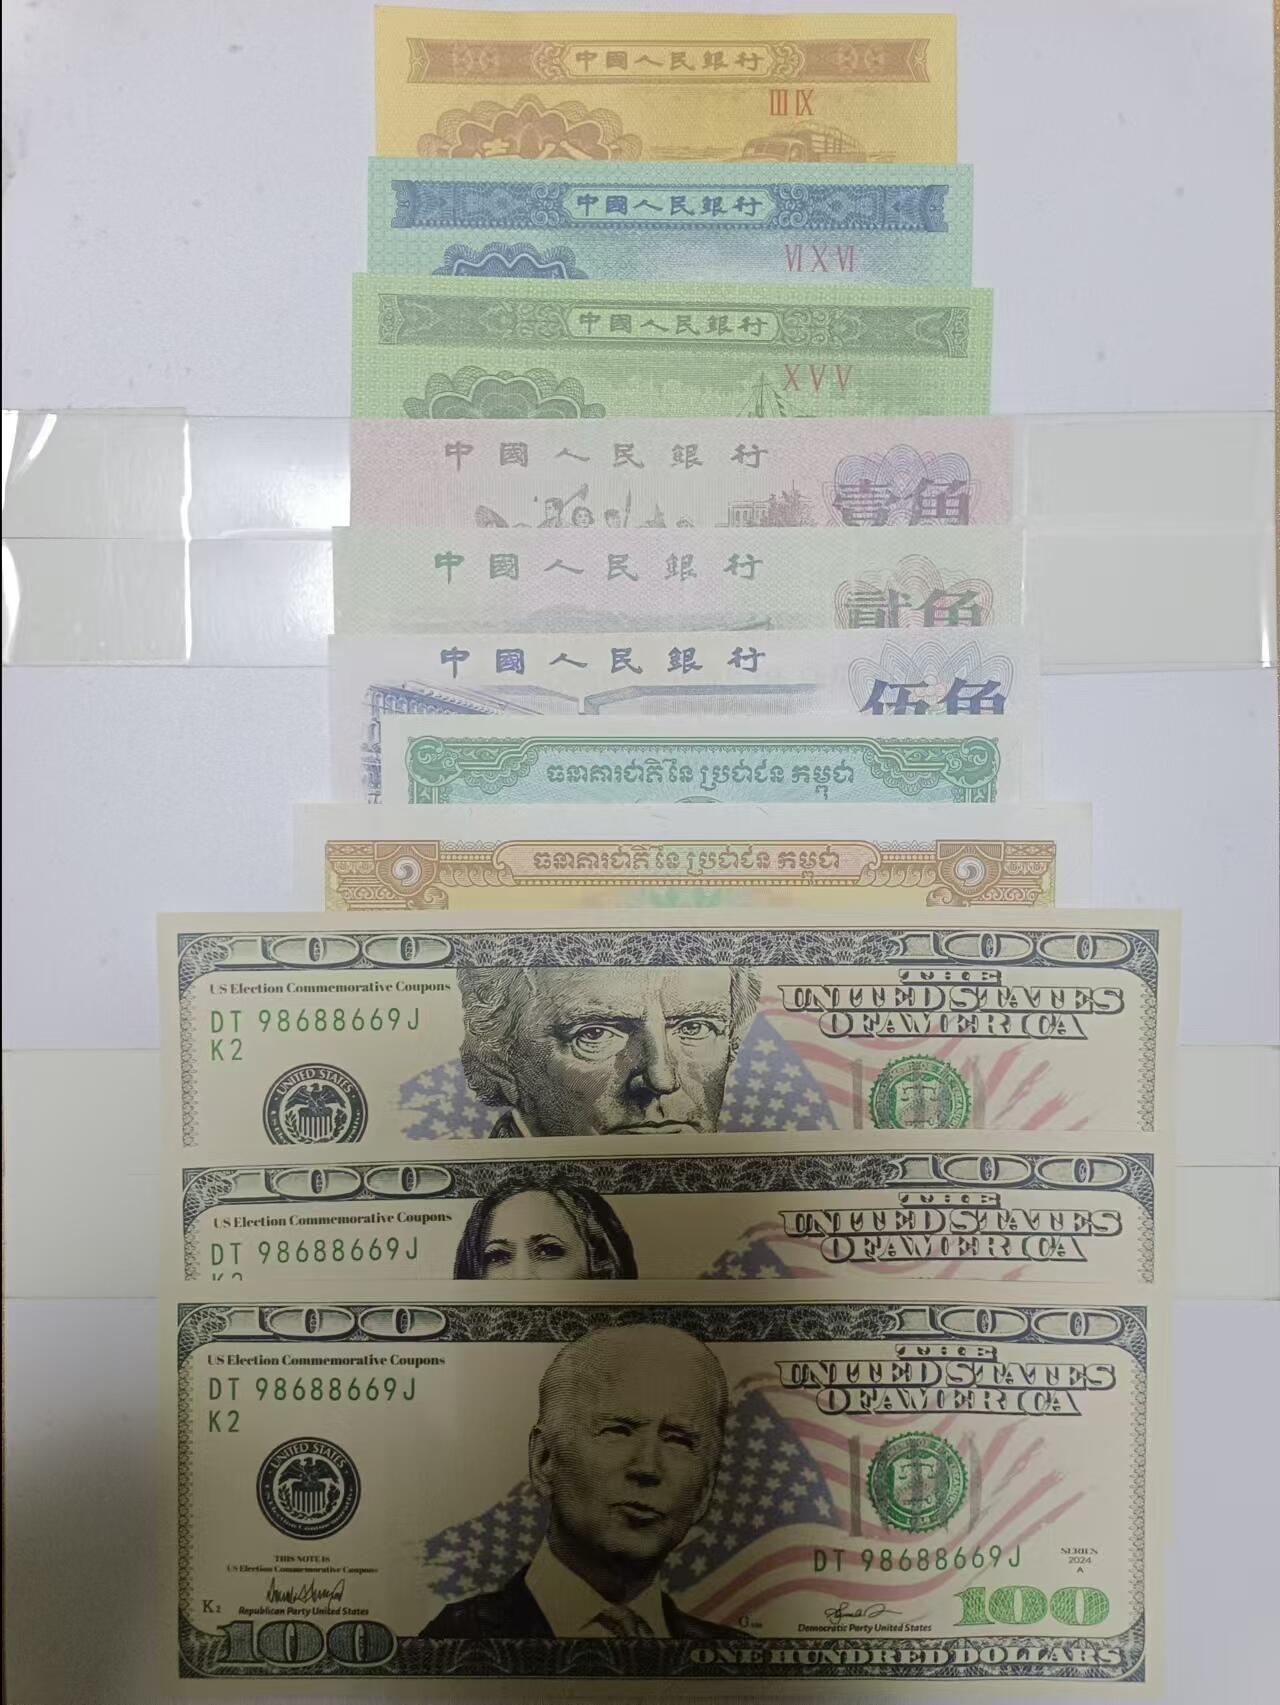 中國人民銀行
III IX
壹分
中國人民銀行
VI X VI
中國人民銀行
X V V
中國人民銀行
壹角
中國人民銀行
貳角
中國人民銀行
伍角
ធនាគារជាតិនៃប្រជាជនកម្ពុជា
ធនាគារជាតិនៃប្រជាជនកម្ពុជា
100 100
US Election Commemorative Coupons
THE
UNITED STATES
OF AMERICA
DT 98688669J
K2
UNITED STATES
100 100
US Election Commemorative Coupons
THE
UNITED STATES
OF AMERICA
DT 98688669J
K2
100 100
US Election Commemorative Coupons
THE
UNITED STATES
OF AMERICA
DT 98688669J
K2
UNITED STATES
DT 98688669J
SERIES
2024
A
THIS NOTE IS
US Election Commemorative Coupons
K2
Republican Party United States
Democratic Party United States
100
100
ONE HUNDRED DOLLARS